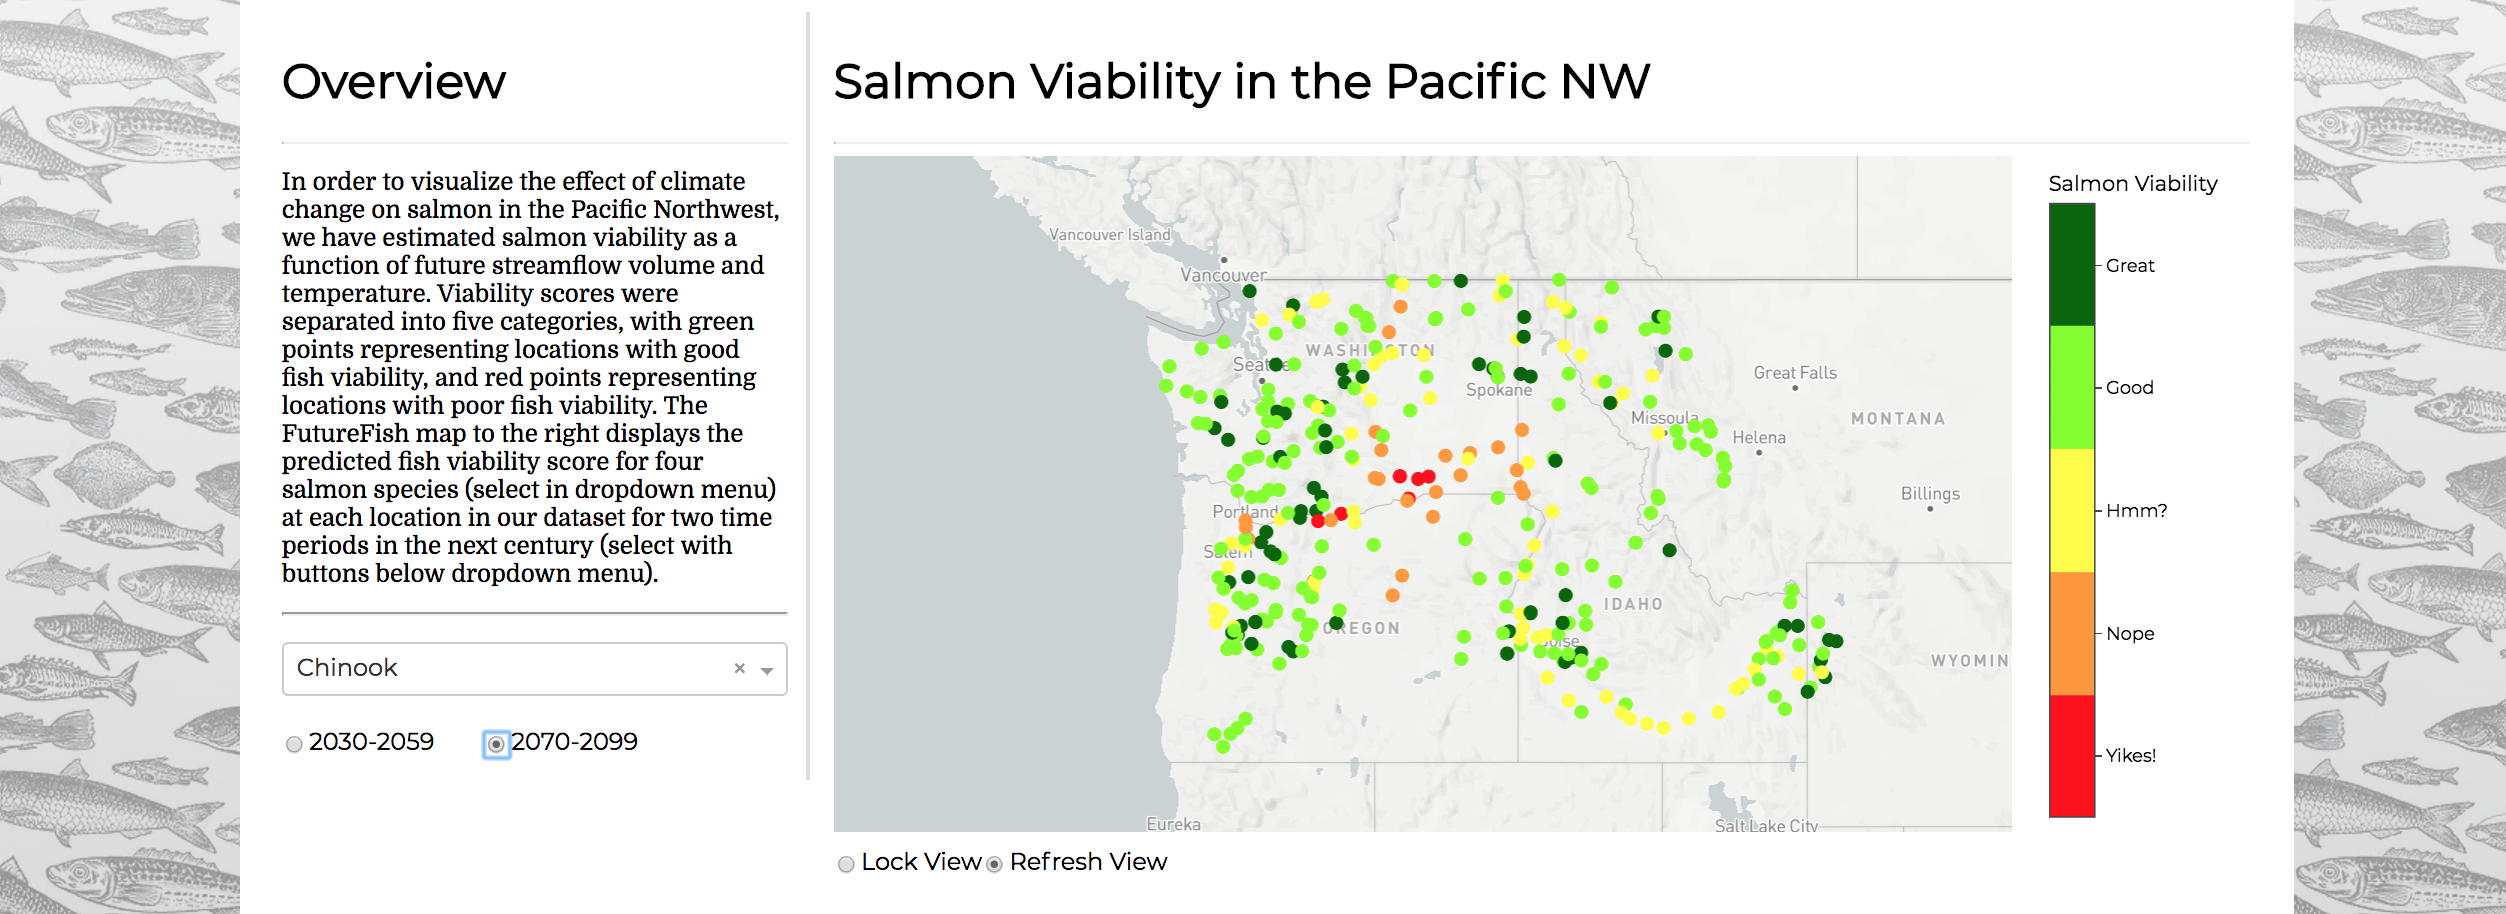 Overview
In order to visualize the effect of climate
change on salmon in the Pacific Northwest,
we have estimated salmon viability as a
function of future streamflow volume and
temperature. Viability scores were
separated into five categories, with green
points representing locations with good
fish viability, and red points representing
locations with poor fish viability. The
FutureFish map to the right displays the
predicted fish viability score for four
salmon species (select in dropdown menu)
at each location in our dataset for two time
periods in the next century (select with
buttons below dropdown menu).
Chinook ×
2030-2059 2070-2099
Salmon Viability in the Pacific NW
Vancouver Island
Vancouver
WASHINGTON
Seattle
Spokane
Great Falls
Missoula
MONTANA
Helena
Billings
Portland
Salem
IDAHO
OREGON
Boise
WYOMIN
Eureka
Salt Lake City
Lock View Refresh View
Salmon Viability
Great
Good
Hmm?
Nope
Yikes!